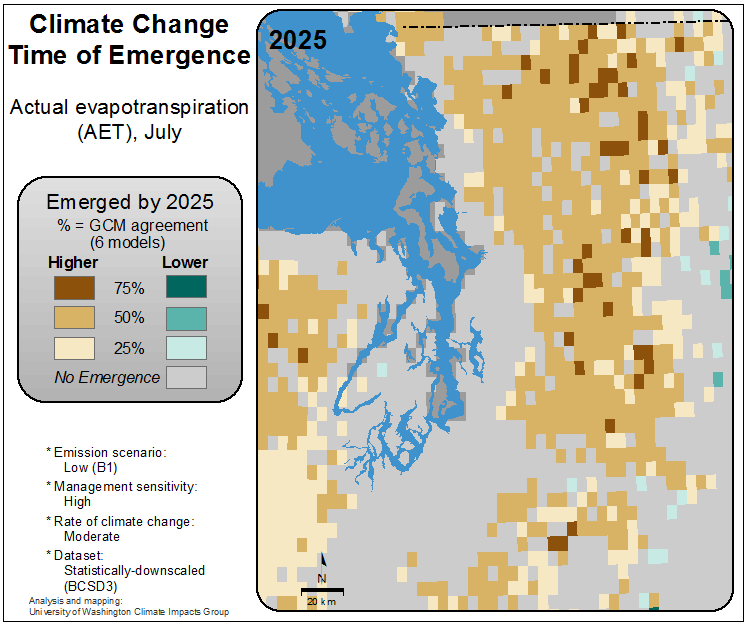 Climate Change
Time of Emergence
Actual evapotranspiration
(AET), July
Emerged by 2025
% = GCM agreement
(6 models)
Higher Lower
75%
50%
25%
No Emergence
* Emission scenario:
Low (B1)
* Management sensitivity:
High
* Rate of climate change:
Moderate
* Dataset:
Statistically-downscaled
(BCSD3)
Analysis and mapping:
University of Washington Climate Impacts Group
2025
N
20 km